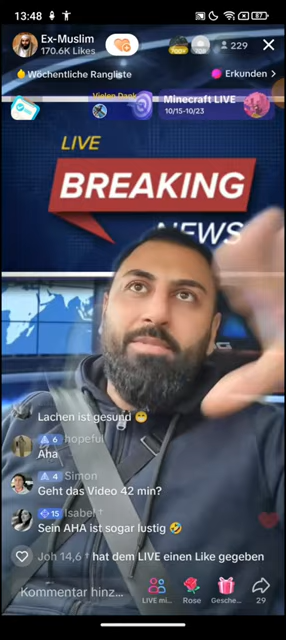 13:48
87
Ex-Muslim
170.6K Likes
229
Wöchentliche Rangliste
Erkunden >
Vielen Dank
Minecraft LIVE
10/15-10/23
LIVE
BREAKING
NEWS
Lachen ist gesund 😁
6 hopeful
Aha
4 Simon
Geht das Video 42 min?
15 Isabel
Sein AHA ist sogar lustig 🤣
Joh 14,6 hat dem LIVE einen Like gegeben
Kommentar hinz...
LIVE mi...
Rose
Gesche...
29